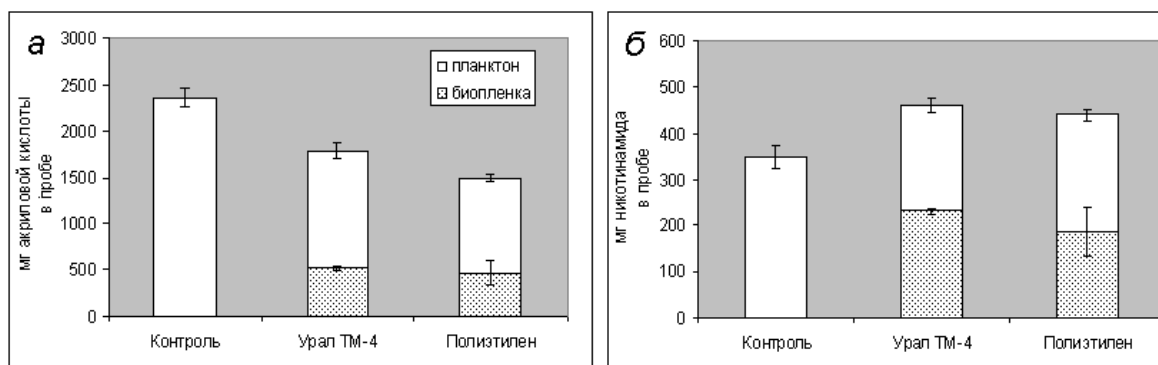 а
3000
2500
2000
1500
1000
500
0
мг акриловой кислоты
в пробе
планктон
биопленка
Контроль
Урал ТМ-4
Полиэтилен
б
600
500
400
300
200
100
0
мг никотинамида
в пробе
Контроль
Урал ТМ-4
Полиэтилен